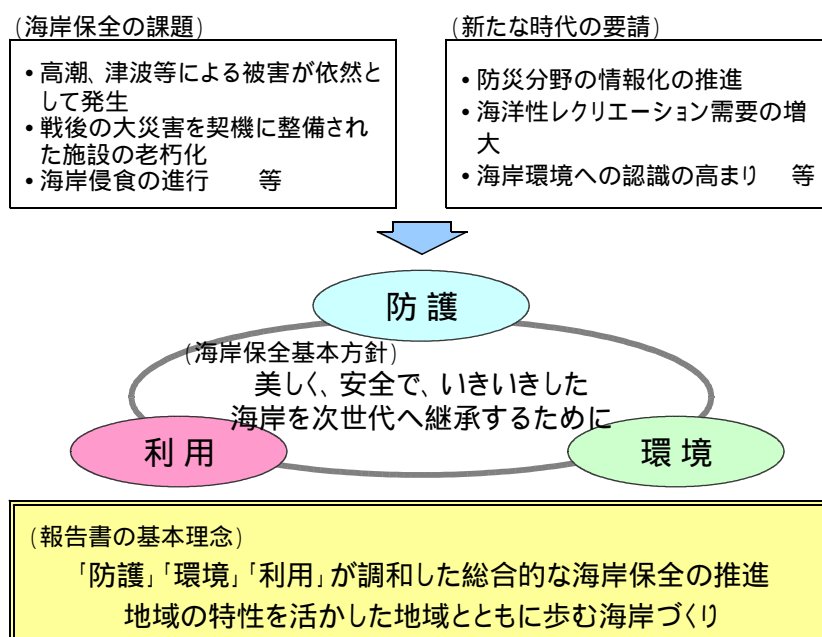 (海岸保全の課題)
• 高潮、津波等による被害が依然と
して発生
• 戦後の大災害を契機に整備され
た施設の老朽化
• 海岸侵食の進行 等
(新たな時代の要請)
• 防災分野の情報化の推進
• 海洋性レクリエーション需要の増
大
• 海岸環境への認識の高まり 等
防 護
(海岸保全基本方針)
美しく、安全で、いきいきした
海岸を次世代へ継承するために
利 用
環 境
(報告書の基本理念)
「防護」「環境」「利用」が調和した総合的な海岸保全の推進
地域の特性を活かした地域とともに歩む海岸づくり